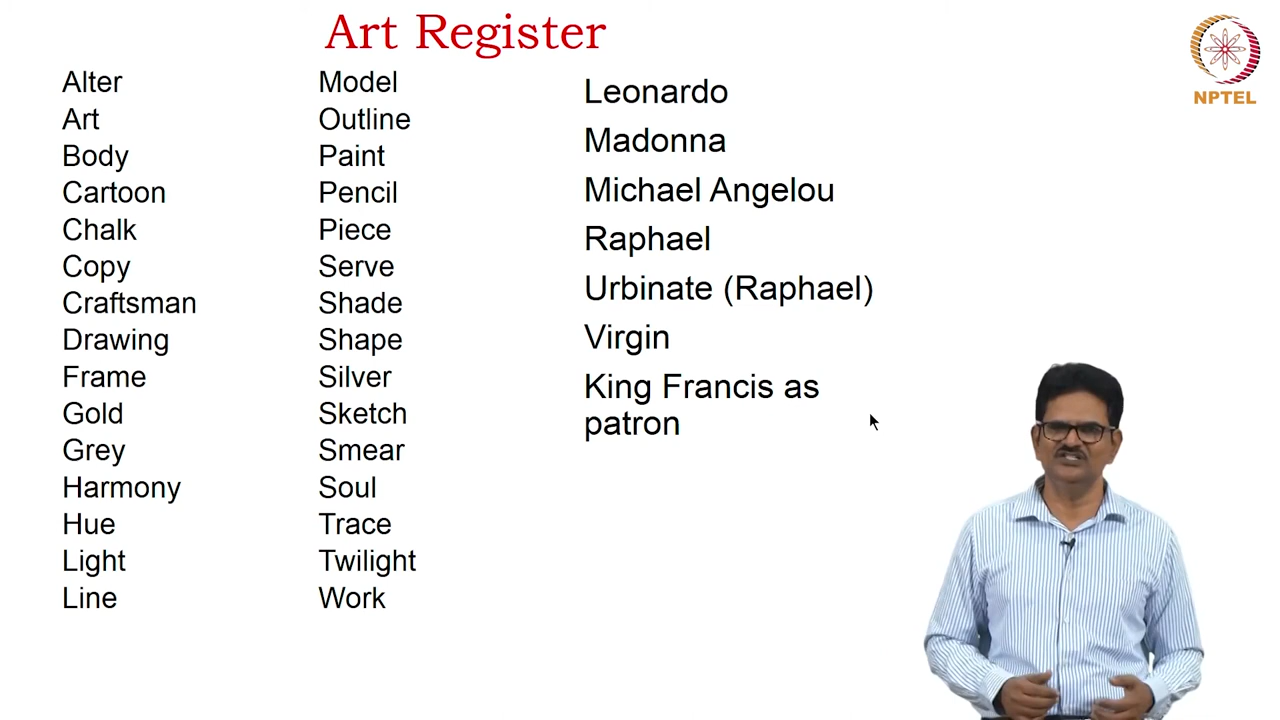 Art Register
NPTEL
Alter
Art
Body
Cartoon
Chalk
Copy
Craftsman
Drawing
Frame
Gold
Grey
Harmony
Hue
Light
Line
Model
Outline
Paint
Pencil
Piece
Serve
Shade
Shape
Silver
Sketch
Smear
Soul
Trace
Twilight
Work
Leonardo
Madonna
Michael Angelou
Raphael
Urbinate (Raphael)
Virgin
King Francis as
patron